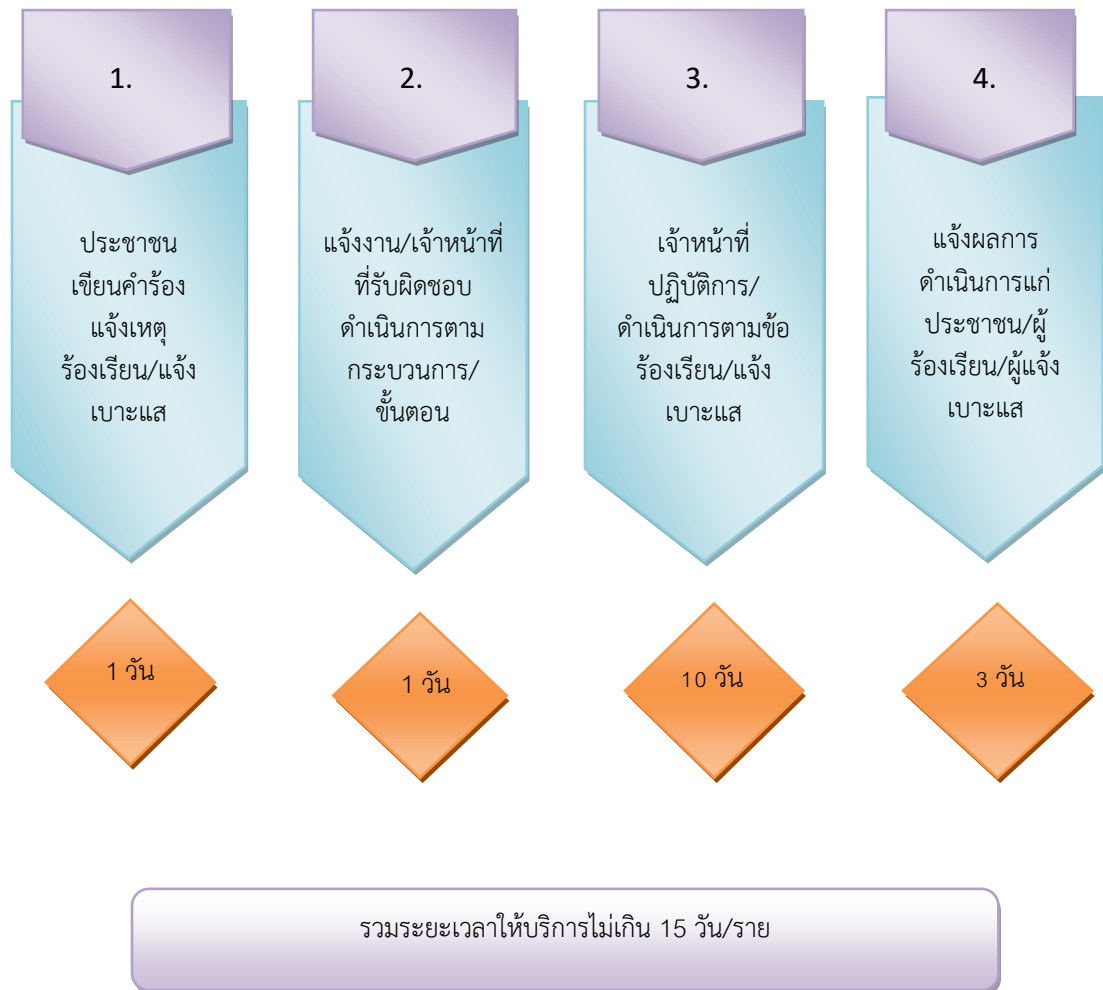 1.
ประชาชน
เขียนคำร้อง
แจ้งเหตุ
ร้องเรียน/แจ้ง
เบาะแส
1 วัน
2.
แจ้งงาน/เจ้าหน้าที่
ที่รับผิดชอบ
ดำเนินการตาม
กระบวนการ/
ขั้นตอน
1 วัน
3.
เจ้าหน้าที่
ปฏิบัติการ/
ดำเนินการตามข้อ
ร้องเรียน/แจ้ง
เบาะแส
10 วัน
4.
แจ้งผลการ
ดำเนินการแก่
ประชาชน/ผู้
ร้องเรียน/ผู้แจ้ง
เบาะแส
3 วัน
รวมระยะเวลาให้บริการไม่เกิน 15 วัน/ราย